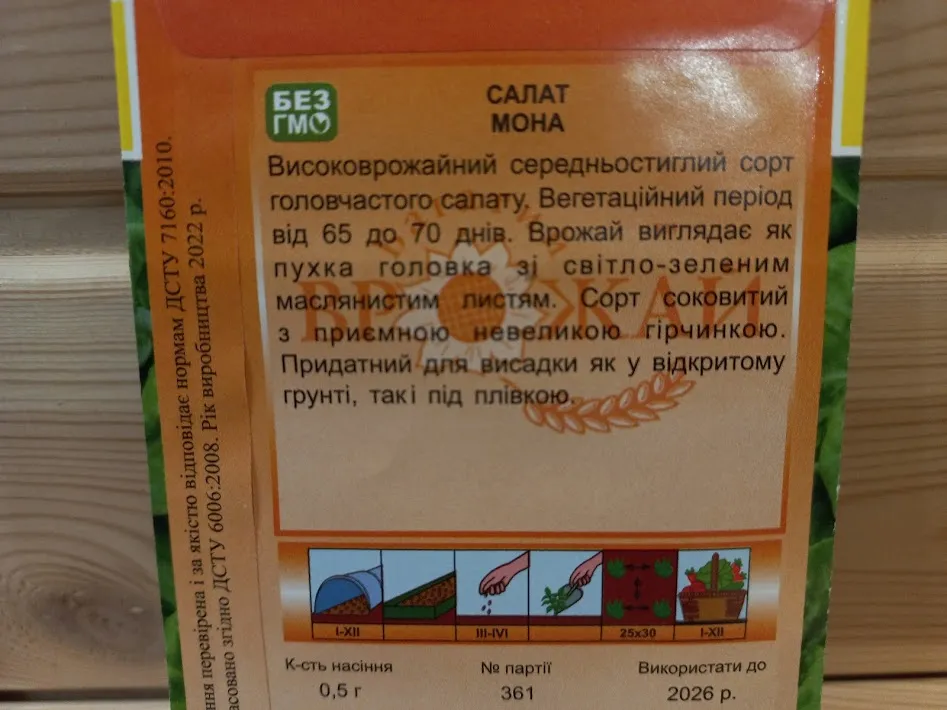 БЕЗ
ГМО
САЛАТ
МОНА
Високоврожайний середньостиглий сорт
головчастого салату. Вегетаційний період
від 65 до 70 днів. Врожай виглядає як
пухка головка зі світло-зеленим
маслянистим листям. Сорт соковитий
з приємною невеликою гірчинкою.
Придатний для висадки як у відкритому
грунті, такі під плівкою.
ВРОЖАЙ
I-XII
III-IVI
25x30
I-XII
К-сть насіння
0,5 г
№ партії
361
Використати до
2026 р.
перевірена і за якістю відповідає нормам ДСТУ 7160:2010.
згідно ДСТУ 6006:2008. Рік виробництва 2022 р.